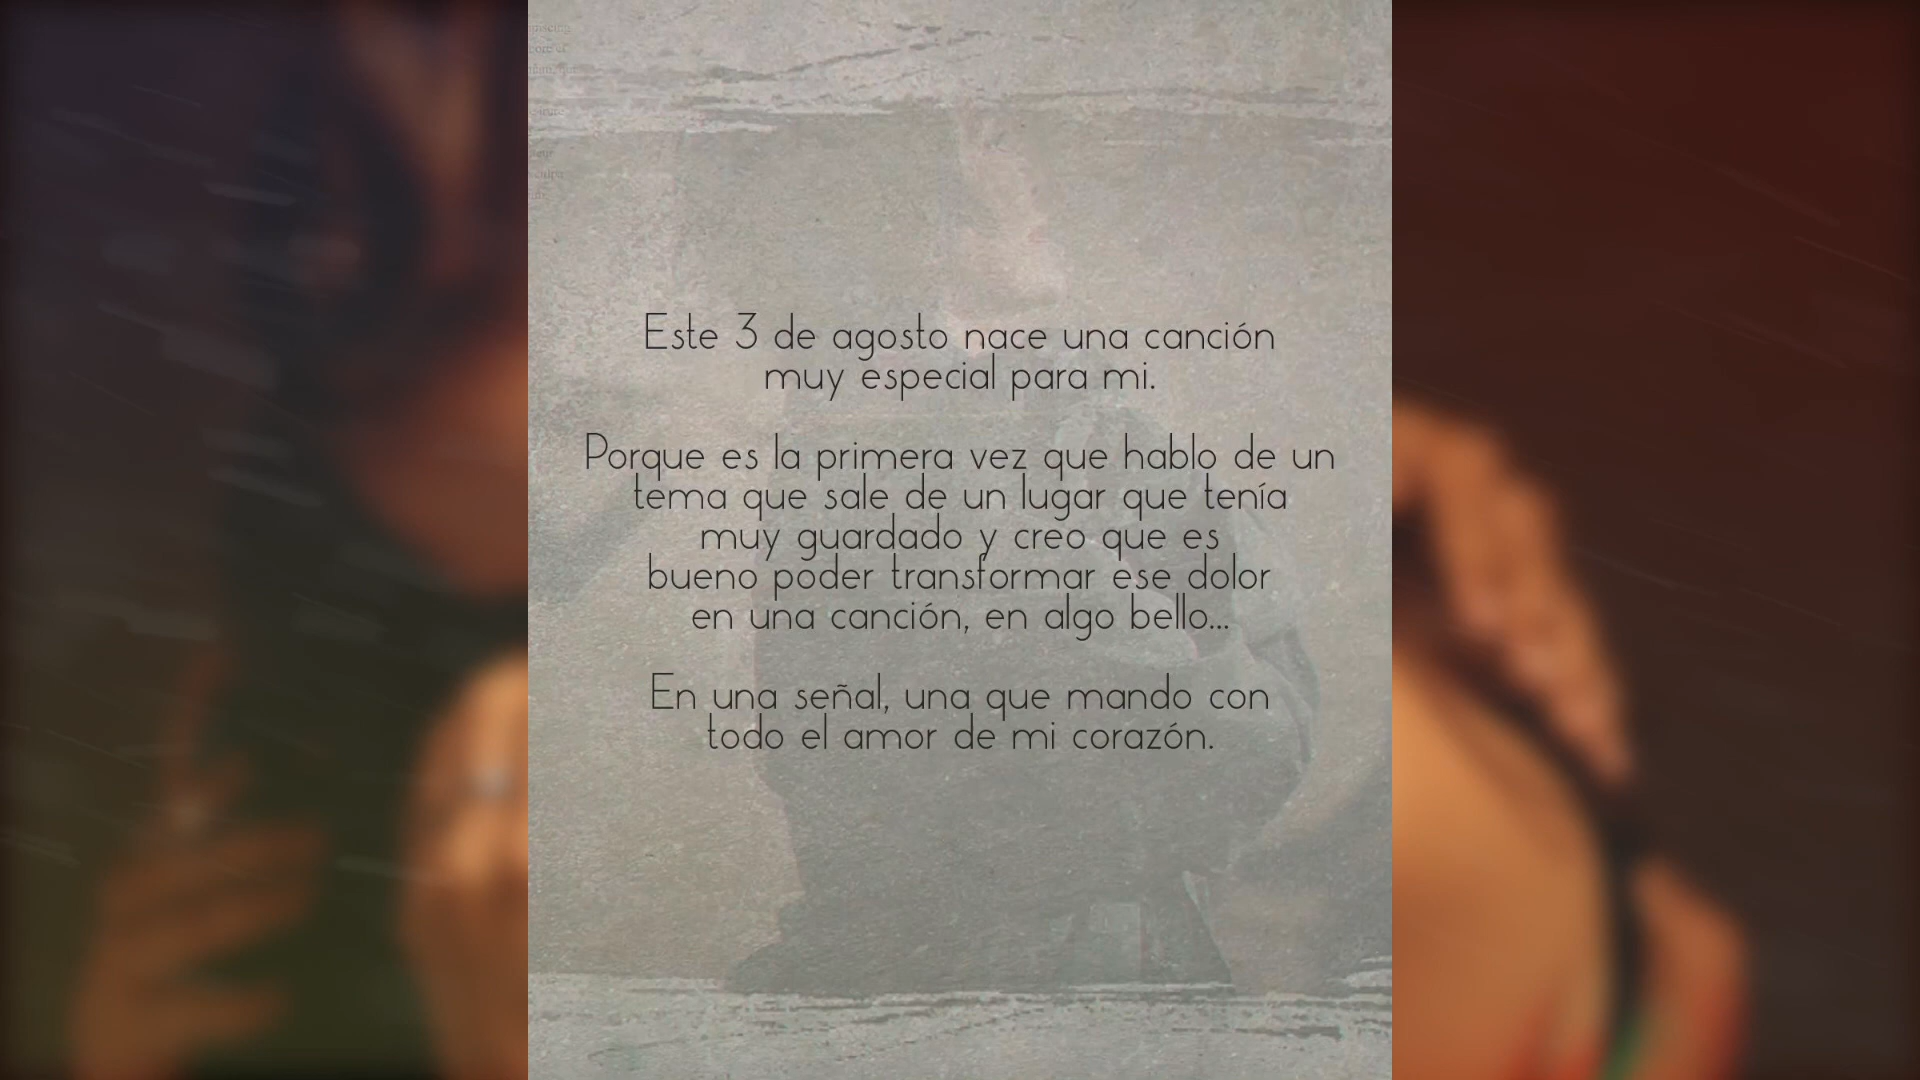 Este 3 de agosto nace una canción
muy especial para mi.
Porque es la primera vez que hablo de un
tema que sale de un lugar que tenía
muy guardado y creo que es
bueno poder transformar ese dolor
en una canción, en algo bello...
En una señal, una que mando con
todo el amor de mi corazón.